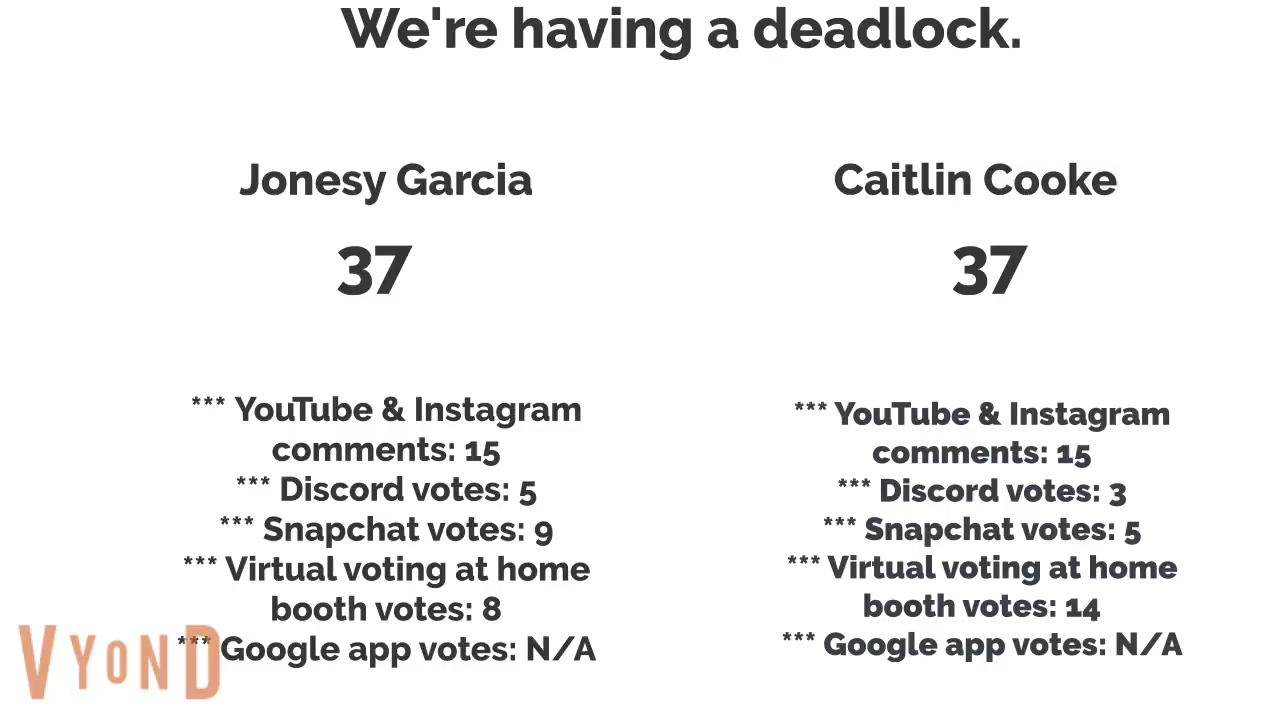 We're having a deadlock.
Jonesy Garcia
37
*** YouTube & Instagram
comments: 15
*** Discord votes: 5
*** Snapchat votes: 9
*** Virtual voting at home
booth votes: 8
*** Google app votes: N/A
Caitlin Cooke
37
*** YouTube & Instagram
comments: 15
*** Discord votes: 3
*** Snapchat votes: 5
*** Virtual voting at home
booth votes: 14
*** Google app votes: N/A
VYOND